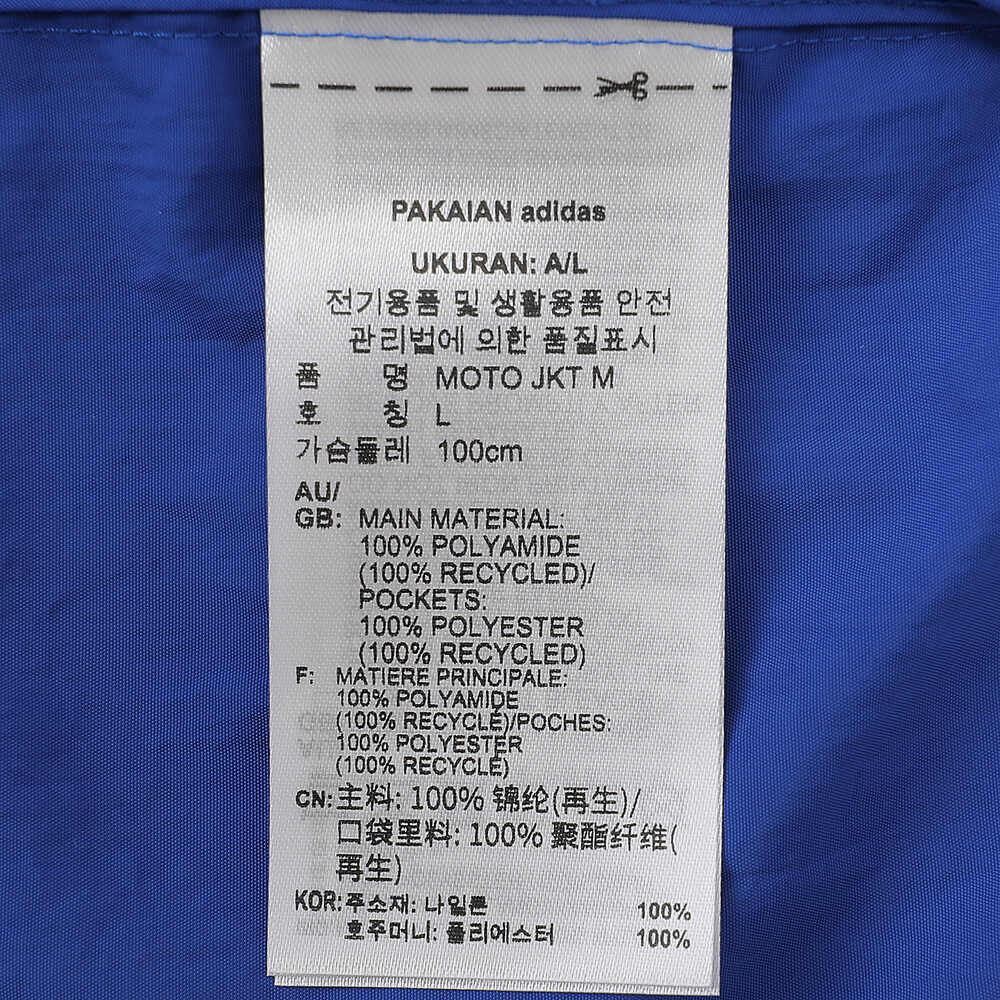 PAKAIAN adidas
UKURAN: A/L
전기용품 및 생활용품 안전
관리법에 의한 품질표시
품 명 MOTO JKT M
호 칭 L
가슴둘레 100cm
AU/
GB: MAIN MATERIAL:
100% POLYAMIDE
(100% RECYCLED)/
POCKETS:
100% POLYESTER
(100% RECYCLED)
F: MATIERE PRINCIPALE:
100% POLYAMIDE
(100% RECYCLÉ)/POCHES:
100% POLYESTER
(100% RECYCLÉ)
CN: 主料: 100% 锦纶(再生)/
口袋里料: 100% 聚酯纤维(
再生)
KOR: 주소재: 나일론 100%
호주머니: 폴리에스터 100%